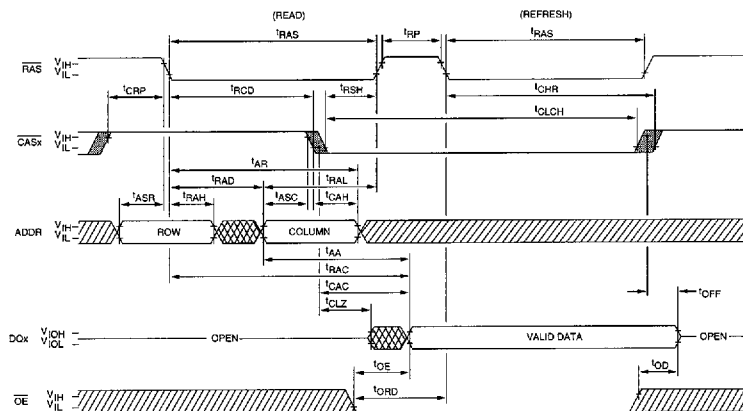 (READ) (REFRESH)
tRAS tRP tRAS
RAS VIH VIL
tCRP tRCD tRSH tCHR
tCLCH
CASx VIH VIL
tAR
tRAD tRAL
tASR tRAH tASC tCAH
ADDR VIH VIL ROW COLUMN
tAA
tRAC
tCAC
tCLZ tOFF
DQx VIOH VIOL OPEN VALID DATA OPEN
tOE tOD
tORD
OE VIH VIL